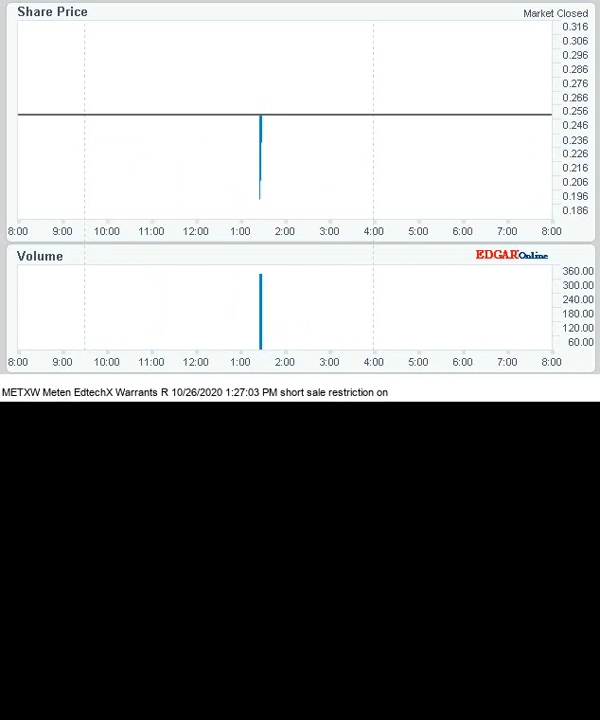 Share Price
Market Closed
0.316
0.306
0.296
0.286
0.276
0.266
0.256
0.246
0.236
0.226
0.216
0.206
0.196
0.186
8:00 9:00 10:00 11:00 12:00 1:00 2:00 3:00 4:00 5:00 6:00 7:00 8:00
Volume
EDGAR Online
360.00
300.00
240.00
180.00
120.00
60.00
8:00 9:00 10:00 11:00 12:00 1:00 2:00 3:00 4:00 5:00 6:00 7:00 8:00
METXW Meten EdtechX Warrants R 10/26/2020 1:27:03 PM short sale restriction on